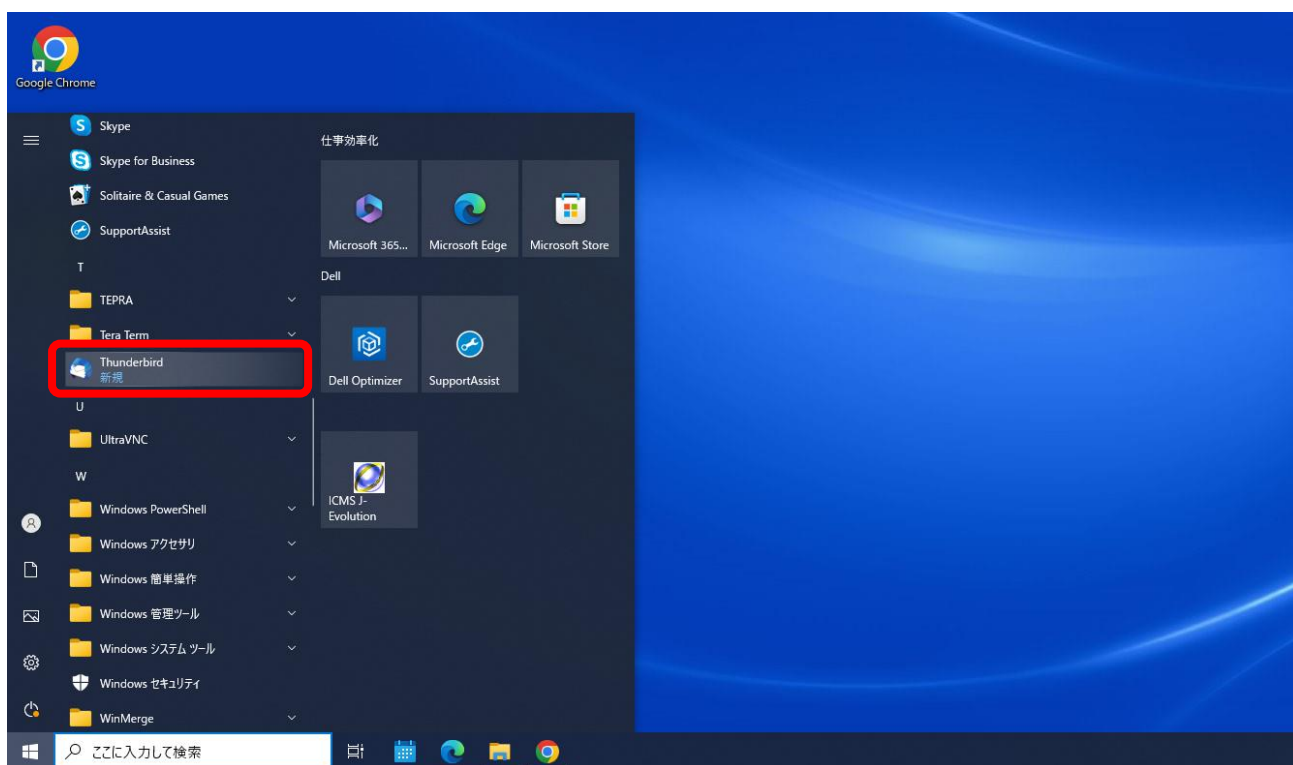 Google Chrome
Skype
Skype for Business
Solitaire & Casual Games
SupportAssist
T
TEPRA
Tera Term
Thunderbird
新規
U
UltraVNC
W
Windows PowerShell
Windows アクセサリ
Windows 簡単操作
Windows 管理ツール
Windows システム ツール
Windows セキュリティ
WinMerge
仕事効率化
Microsoft 365...
Microsoft Edge
Microsoft Store
Dell
Dell Optimizer
SupportAssist
ICMS J-
Evolution
ここに入力して検索